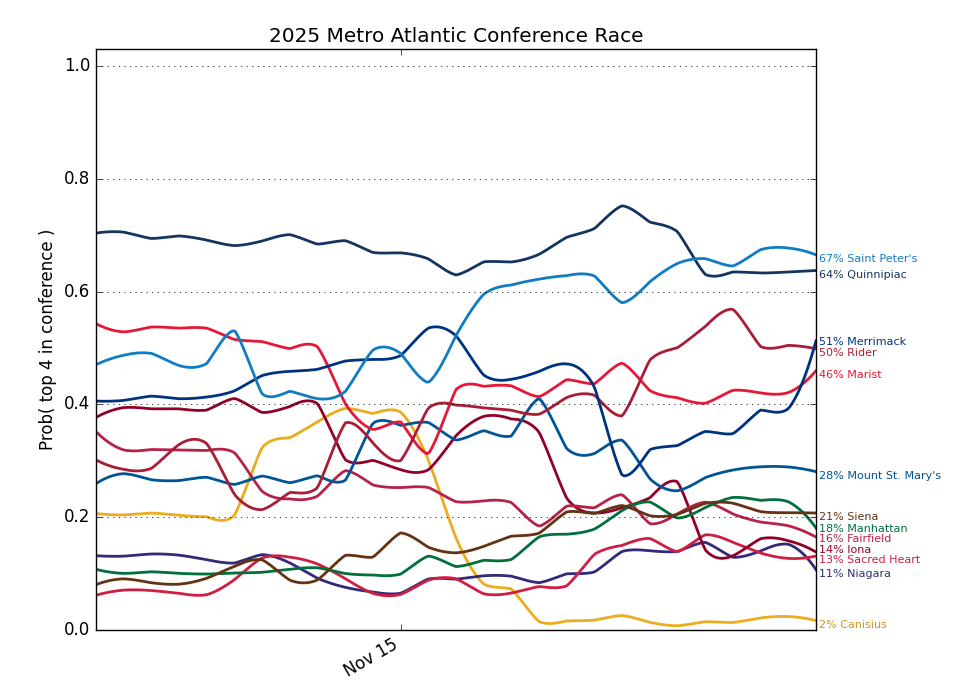 2025 Metro Atlantic Conference Race
Prob( top 4 in conference )
1.0
0.8
0.6
0.4
0.2
0.0
Nov 15
67% Saint Peter's
64% Quinnipiac
51% Merrimack
50% Rider
46% Marist
28% Mount St. Mary's
21% Siena
18% Manhattan
16% Fairfield
14% Iona
13% Sacred Heart
11% Niagara
2% Canisius